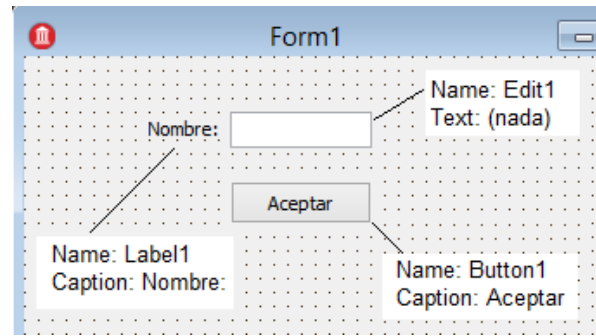 Form1
Name: Edit1
Text: (nada)
Nombre:
Aceptar
Name: Label1
Caption: Nombre:
Name: Button1
Caption: Aceptar